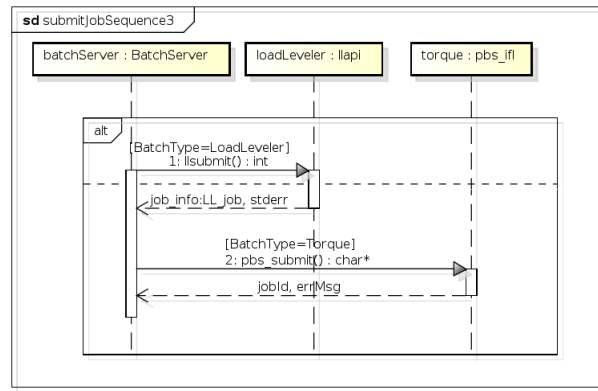 sd submitJobSequence3
batchServer : BatchServer
loadLeveler : llapi
torque : pbs_ifl
alt
[BatchType=LoadLeveler]
1: llsubmit() : int
job_info:LL_job, stderr
[BatchType=Torque]
2: pbs_submit() : char*
jobId, errMsg